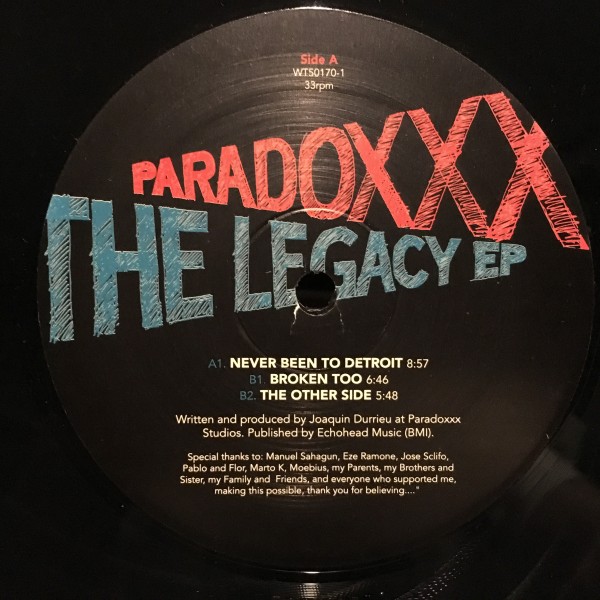 Side A
WTS0170-1
33rpm
PARADOXXX
THE LEGACY EP
A1. NEVER BEEN TO DETROIT 8:57
B1. BROKEN TOO 6:46
B2. THE OTHER SIDE 5:48
Written and produced by Joaquin Durrieu at Paradoxxx
Studios. Published by Echohead Music (BMI).
Special thanks to: Manuel Sahagun, Eze Ramone, Jose Sclifo,
Pablo and Flor, Marto K, Moebius, my Parents, my Brothers and
Sister, my Family and Friends, and everyone who supported me,
making this possible, thank you for believing...."